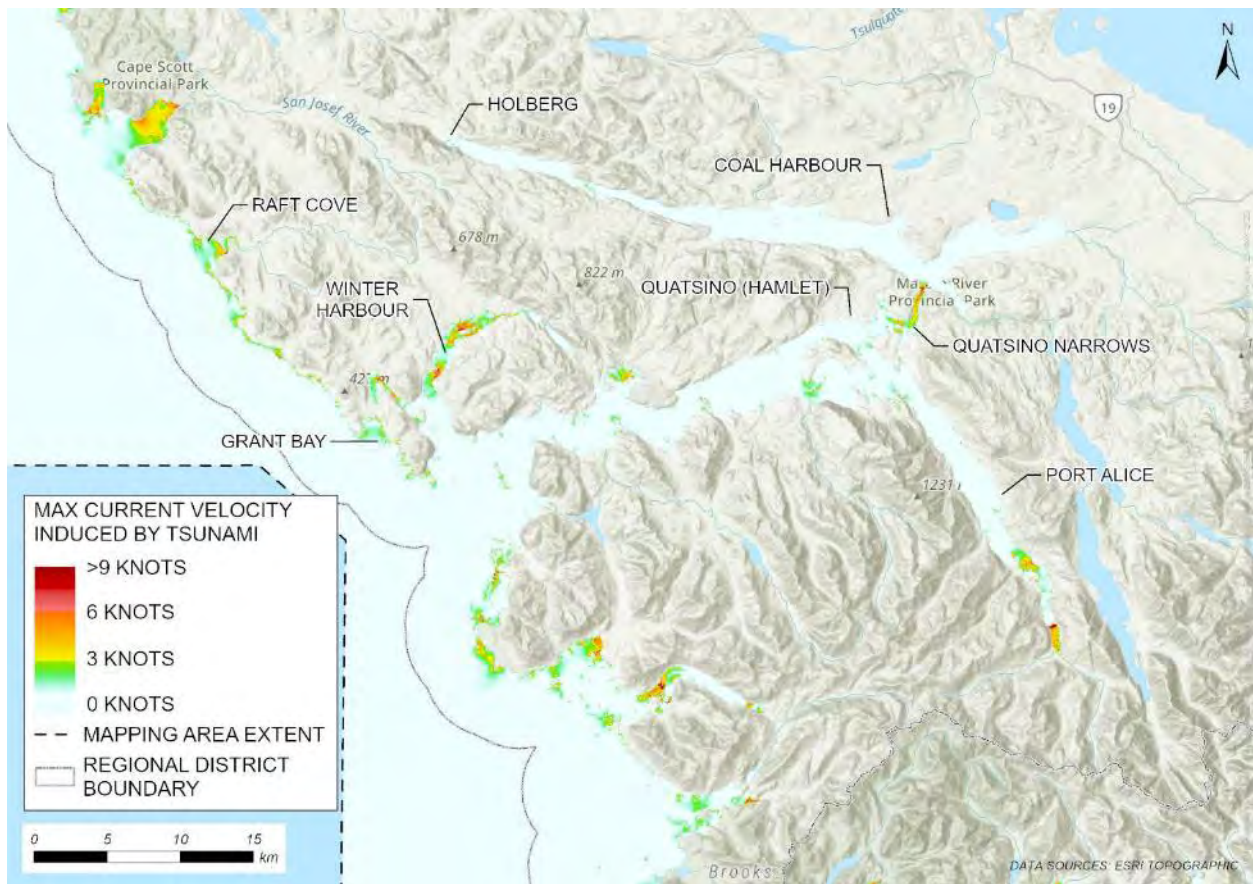 Cape Scott
Provincial Park
San Josef River
HOLBERG
N
19
COAL HARBOUR
RAFT COVE
678 m
822 m
WINTER
HARBOUR
QUATSINO (HAMLET)
River
Provincial Park
QUATSINO NARROWS
GRANT BAY
PORT ALICE
MAX CURRENT VELOCITY
INDUCED BY TSUNAMI
>9 KNOTS
6 KNOTS
3 KNOTS
0 KNOTS
MAPPING AREA EXTENT
REGIONAL DISTRICT
BOUNDARY
0 5 10 15
km
Brooks
DATA SOURCES: ESRI TOPOGRAPHIC